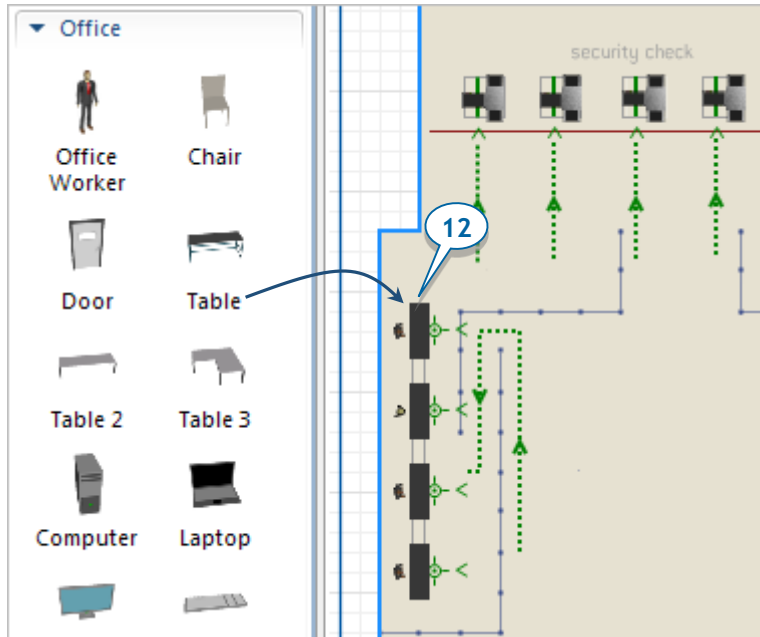 Office
security check
Office
Worker
Chair
12
Door
Table
Table 2
Table 3
Computer
Laptop